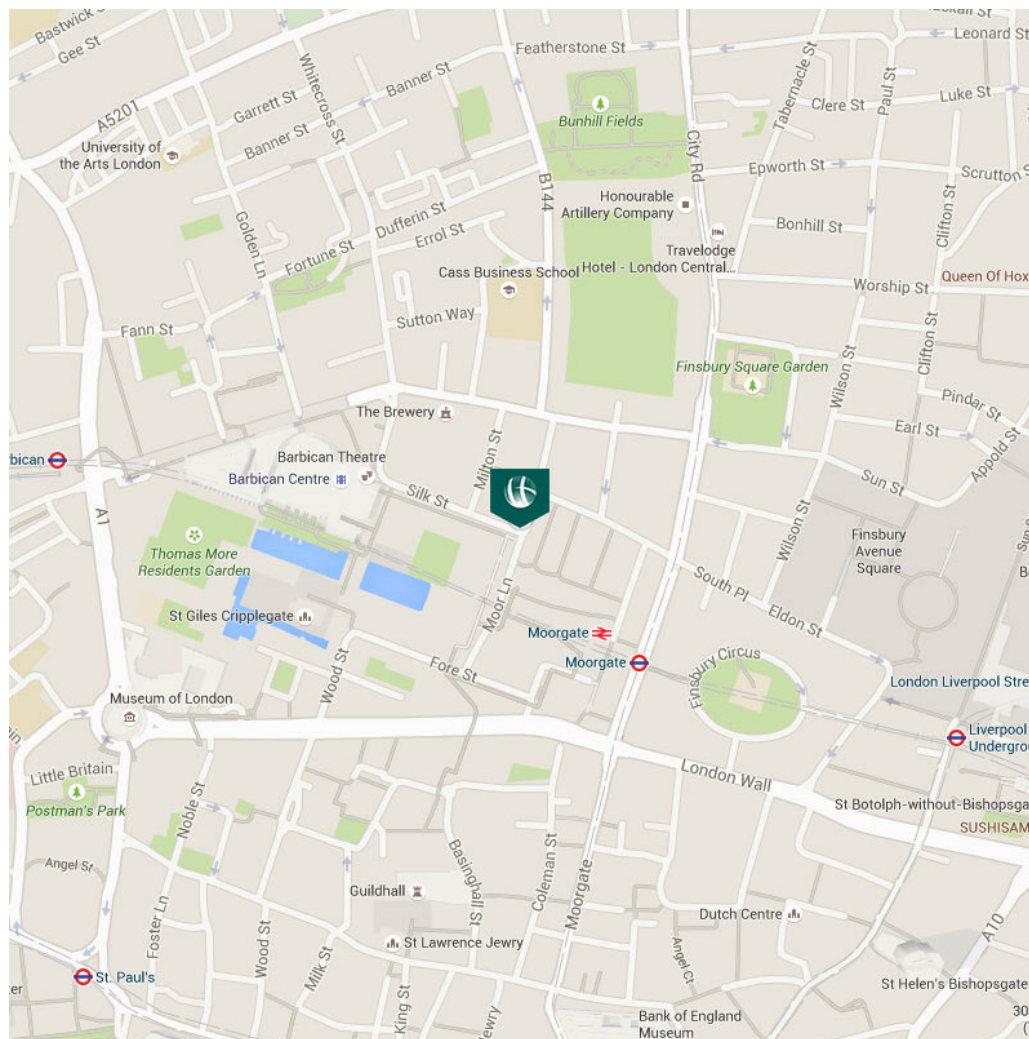 Bastwick S
Gee St
A5201
Whitecross St
Garrett St
Banner St
Banner St
Featherstone St
Leonard St
Tabernacle St
Paul St
Clere St
Luke St
Bunhill Fields
City Rd
B144
University of
the Arts London
Epworth St
Scrutton S
Honourable
Artillery Company
Bonhill St
Clifton St
Golden Ln
Dufferin St
Errol St
Fortune St
Travelodge
Hotel - London Central...
Cass Business School
Queen Of Hox
Worship St
Sutton Way
Fann St
Wilson St
Clifton St
Finsbury Square Garden
Pindar St
The Brewery
Earl St
Appold St
Milton St
Barbican Theatre
Barbican Centre
rbican
Silk St
Sun St
A1
Wilson St
Finsbury
Avenue
Square
Thomas More
Residents Garden
South Pl
Eldon St
Moor Ln
St Giles Cripplegate
Moorgate
Moorgate
Wood St
Fore St
Finsbury Circus
London Liverpool Stre
Museum of London
Liverpool
Undergrou
London Wall
Little Britain
Postman's Park
Noble St
St Botolph-without-Bishopsga
SUSHISAM
Angel St
Basinghall St
Coleman St
Moorgate
Guildhall
Foster Ln
Wood St
Milk St
St Lawrence Jewry
Dutch Centre
A10
Angel Ct
St. Paul's
St Helen's Bishopsgate
King St
Bank of England
Museum
30